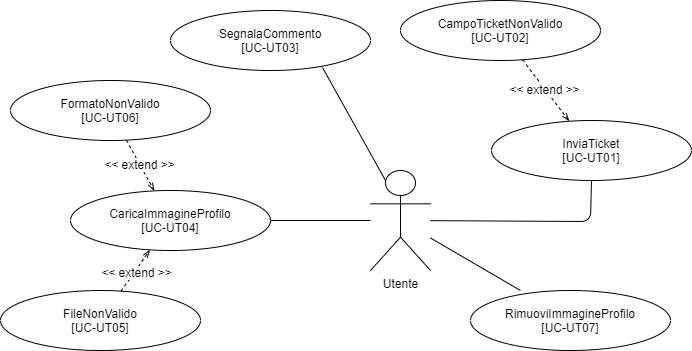 SegnalaCommento
[UC-UT03]
CampoTicketNonValido
[UC-UT02]
<< extend >>
FormatoNonValido
[UC-UT06]
InviaTicket
[UC-UT01]
<< extend >>
CaricaImmagineProfilo
[UC-UT04]
<< extend >>
Utente
FileNonValido
[UC-UT05]
RimuoviImmagineProfilo
[UC-UT07]